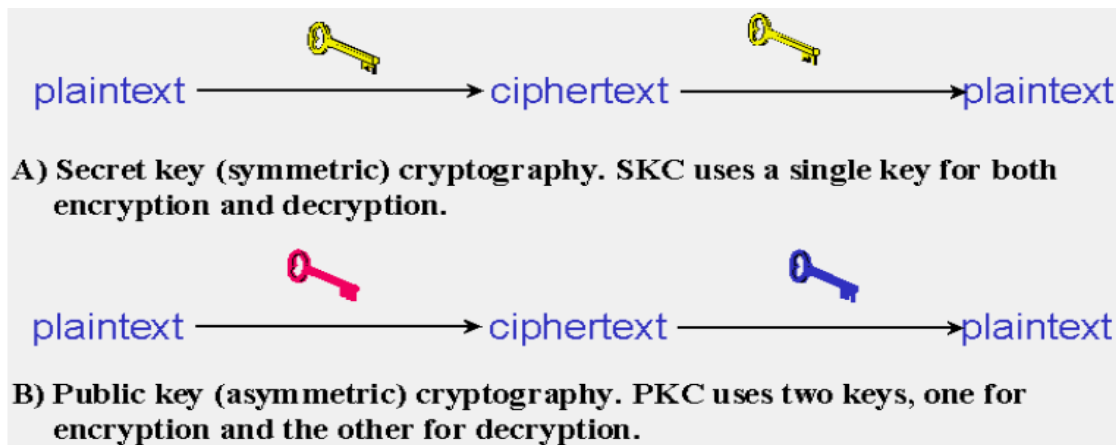 plaintext ciphertext plaintext
A) Secret key (symmetric) cryptography. SKC uses a single key for both
encryption and decryption.
plaintext ciphertext plaintext
B) Public key (asymmetric) cryptography. PKC uses two keys, one for
encryption and the other for decryption.